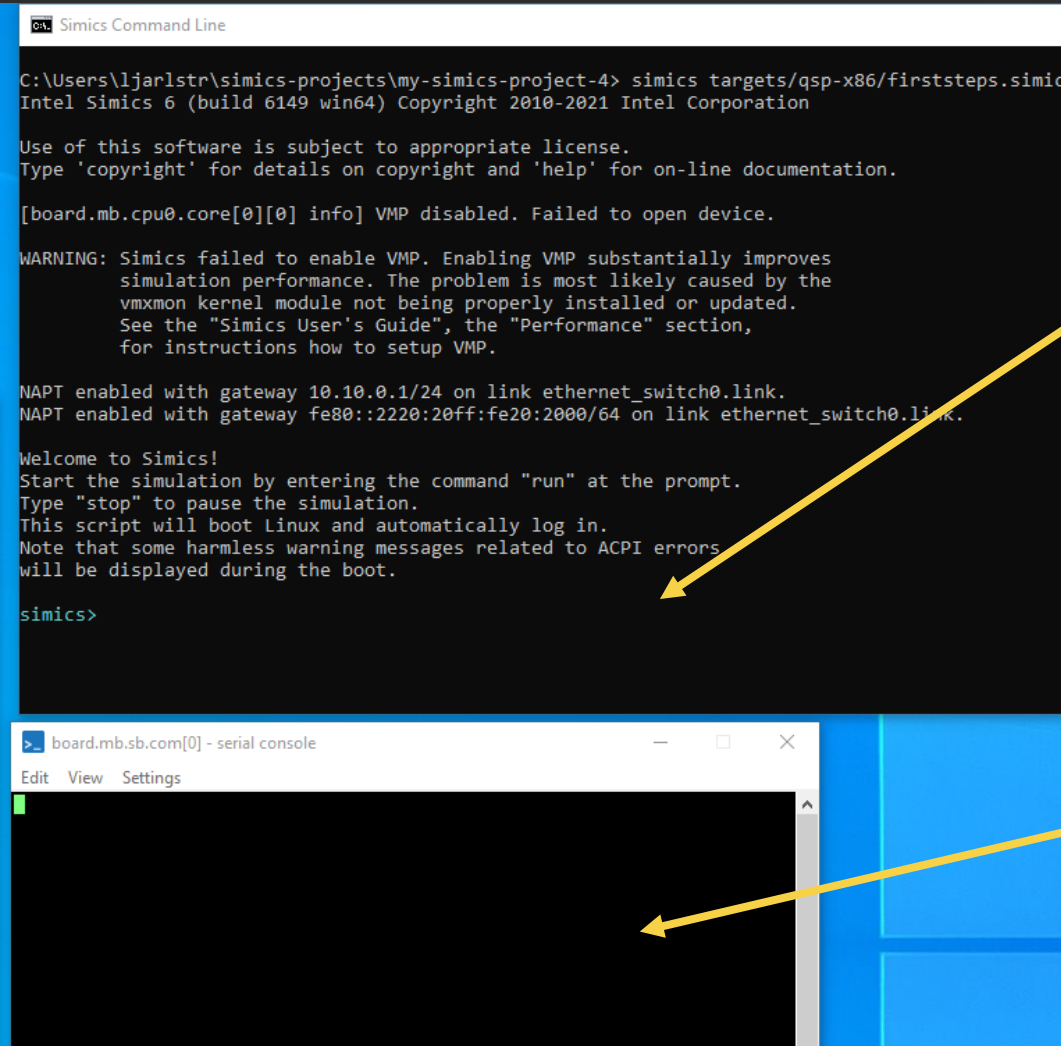 Simics Command Line
C:\Users\ljarlstr\simics-projects\my-simics-project-4> simics targets/qsp-x86/firststeps.simic
Intel Simics 6 (build 6149 win64) Copyright 2010-2021 Intel Corporation
Use of this software is subject to appropriate license.
Type 'copyright' for details on copyright and 'help' for on-line documentation.
[board.mb.cpu0.core[0][0] info] VMP disabled. Failed to open device.
WARNING: Simics failed to enable VMP. Enabling VMP substantially improves
simulation performance. The problem is most likely caused by the
vmxmon kernel module not being properly installed or updated.
See the "Simics User's Guide", the "Performance" section,
for instructions how to setup VMP.
NAPT enabled with gateway 10.10.0.1/24 on link ethernet_switch0.link.
NAPT enabled with gateway fe80::2220:20ff:fe20:2000/64 on link ethernet_switch0.link.
Welcome to Simics!
Start the simulation by entering the command "run" at the prompt.
Type "stop" to pause the simulation.
This script will boot Linux and automatically log in.
Note that some harmless warning messages related to ACPI errors
will be displayed during the boot.
simics>
board.mb.sb.com[0] - serial console
Edit View Settings